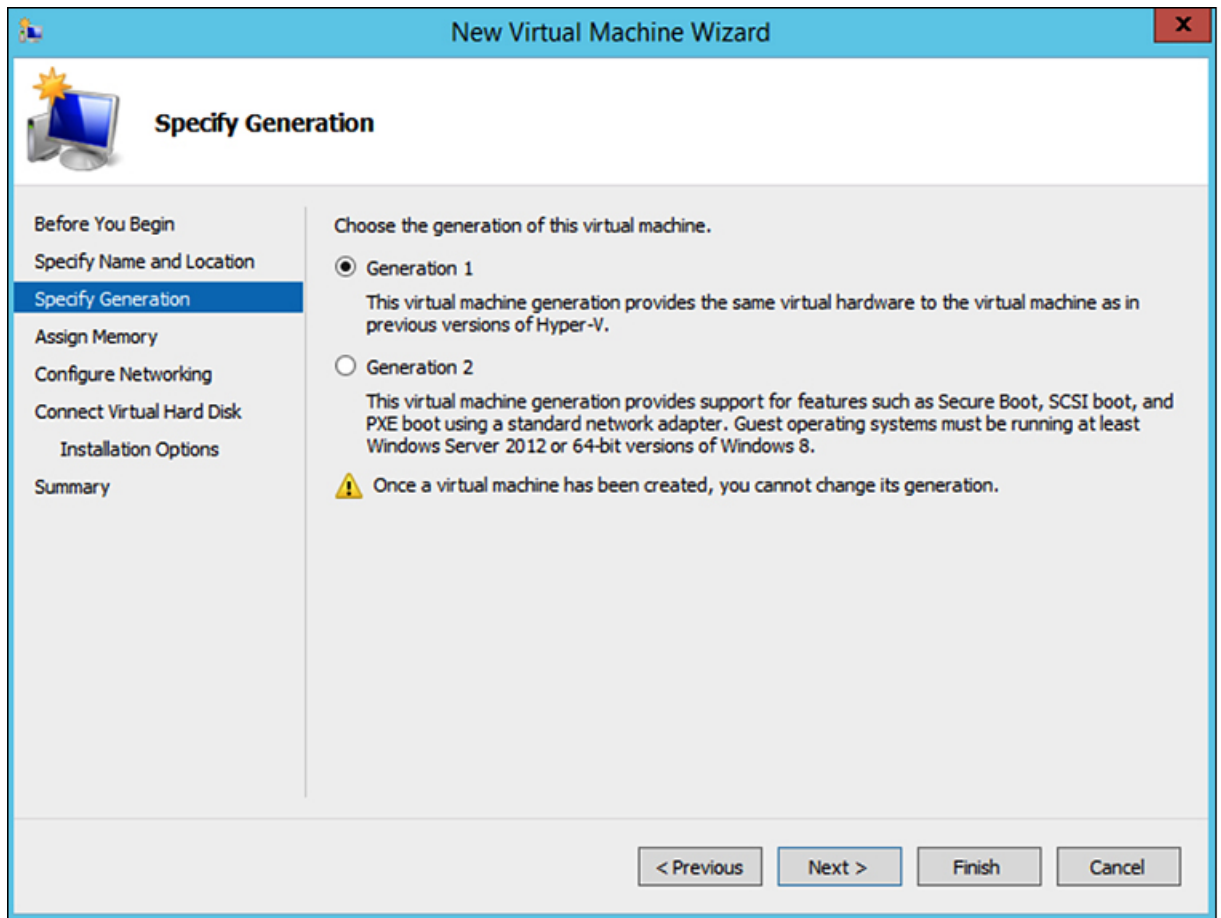 New Virtual Machine Wizard
x
Specify Generation
Before You Begin
Specify Name and Location
Specify Generation
Assign Memory
Configure Networking
Connect Virtual Hard Disk
Installation Options
Summary
Choose the generation of this virtual machine.
Generation 1
This virtual machine generation provides the same virtual hardware to the virtual machine as in
previous versions of Hyper-V.
Generation 2
This virtual machine generation provides support for features such as Secure Boot, SCSI boot, and
PXE boot using a standard network adapter. Guest operating systems must be running at least
Windows Server 2012 or 64-bit versions of Windows 8.
Once a virtual machine has been created, you cannot change its generation.
< Previous
Next >
Finish
Cancel